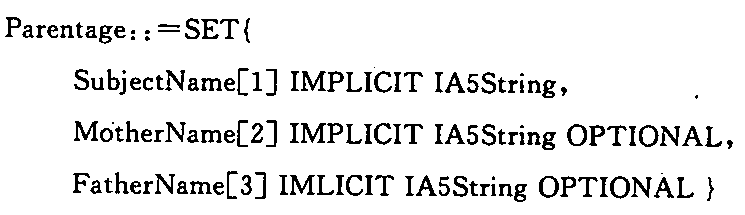 Parentage::=SET{
SubjectName[1] IMPLICIT IA5String,
MotherName[2] IMPLICIT IA5String OPTIONAL,
FatherName[3] IMLICIT IA5String OPTIONAL }